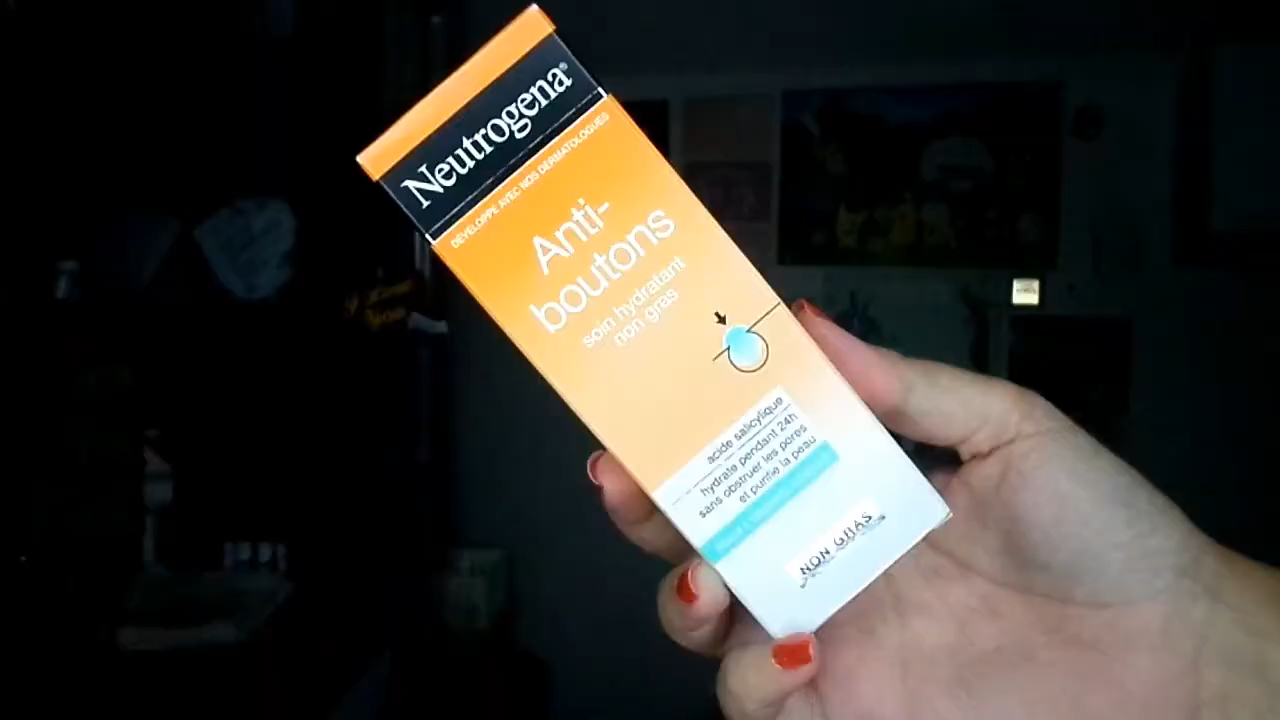 Neutrogena®
DÉVELOPPÉ AVEC NOS DERMATOLOGUES
Anti-
boutons
soin hydratant
non gras
acide salicylique
hydrate pendant 24h
sans obstruer les pores
et purifie la peau
NON GRAS